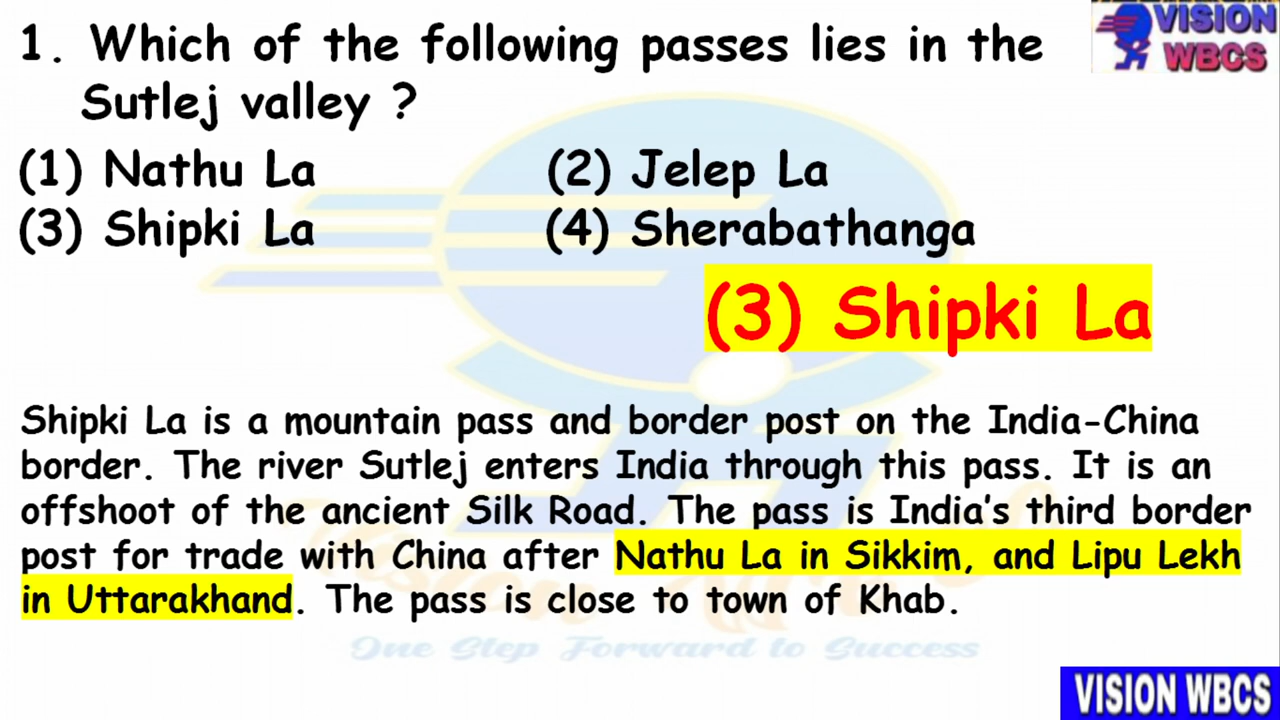 1. Which of the following passes lies in the
Sutlej valley ?
(1) Nathu La (2) Jelep La
(3) Shipki La (4) Sherabathanga
(3) Shipki La
Shipki La is a mountain pass and border post on the India-China
border. The river Sutlej enters India through this pass. It is an
offshoot of the ancient Silk Road. The pass is India's third border
post for trade with China after Nathu La in Sikkim, and Lipu Lekh
in Uttarakhand. The pass is close to town of Khab.
One Step Forward to Success
VISION
WBCS
VISION WBCS